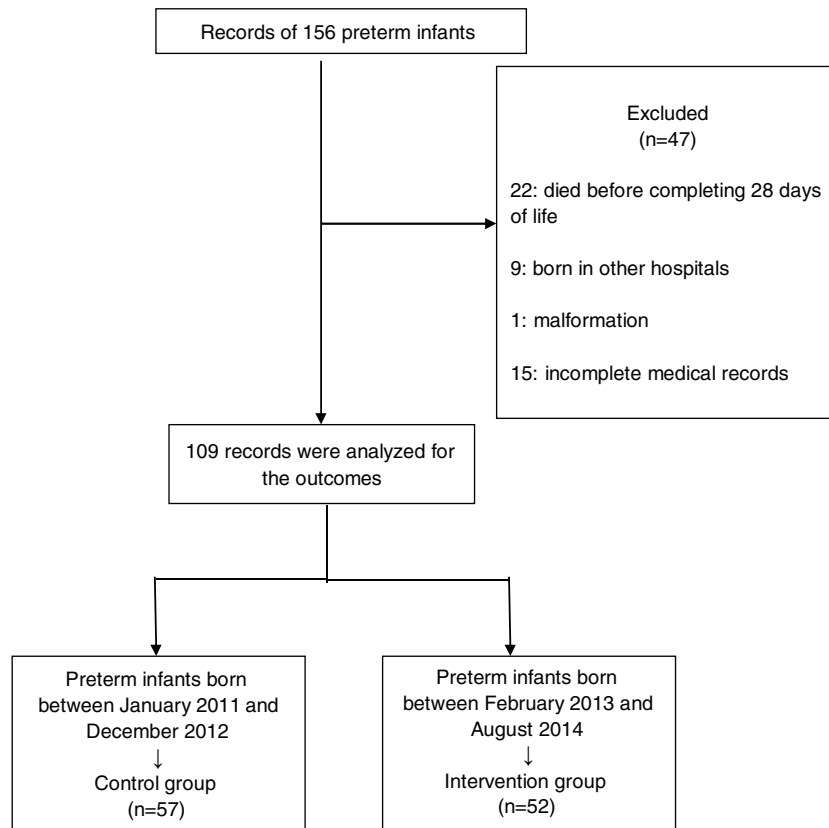 Records of 156 preterm infants
Excluded
(n=47)
22: died before completing 28 days
of life
9: born in other hospitals
1: malformation
15: incomplete medical records
109 records were analyzed for
the outcomes
Preterm infants born
between January 2011 and
December 2012
↓
Control group
(n=57)
Preterm infants born
between February 2013 and
August 2014
↓
Intervention group
(n=52)